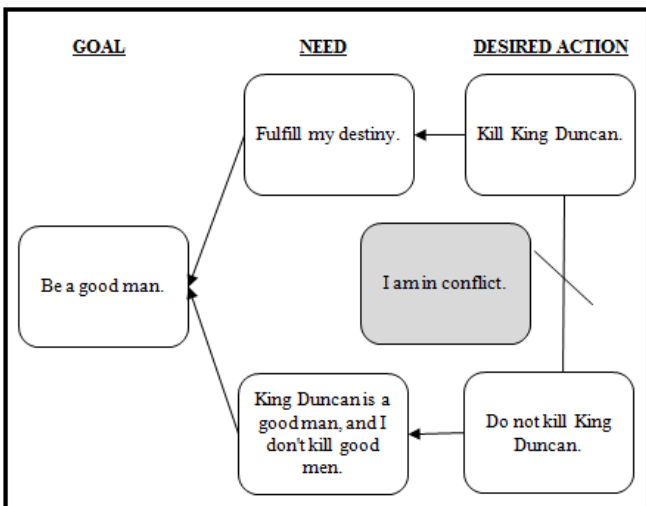 GOAL
NEED
DESIRED ACTION
Fulfill my destiny.
Kill King Duncan.
Be a good man.
I am in conflict.
King Duncan is a
good man, and I
don't kill good
men.
Do not kill King
Duncan.